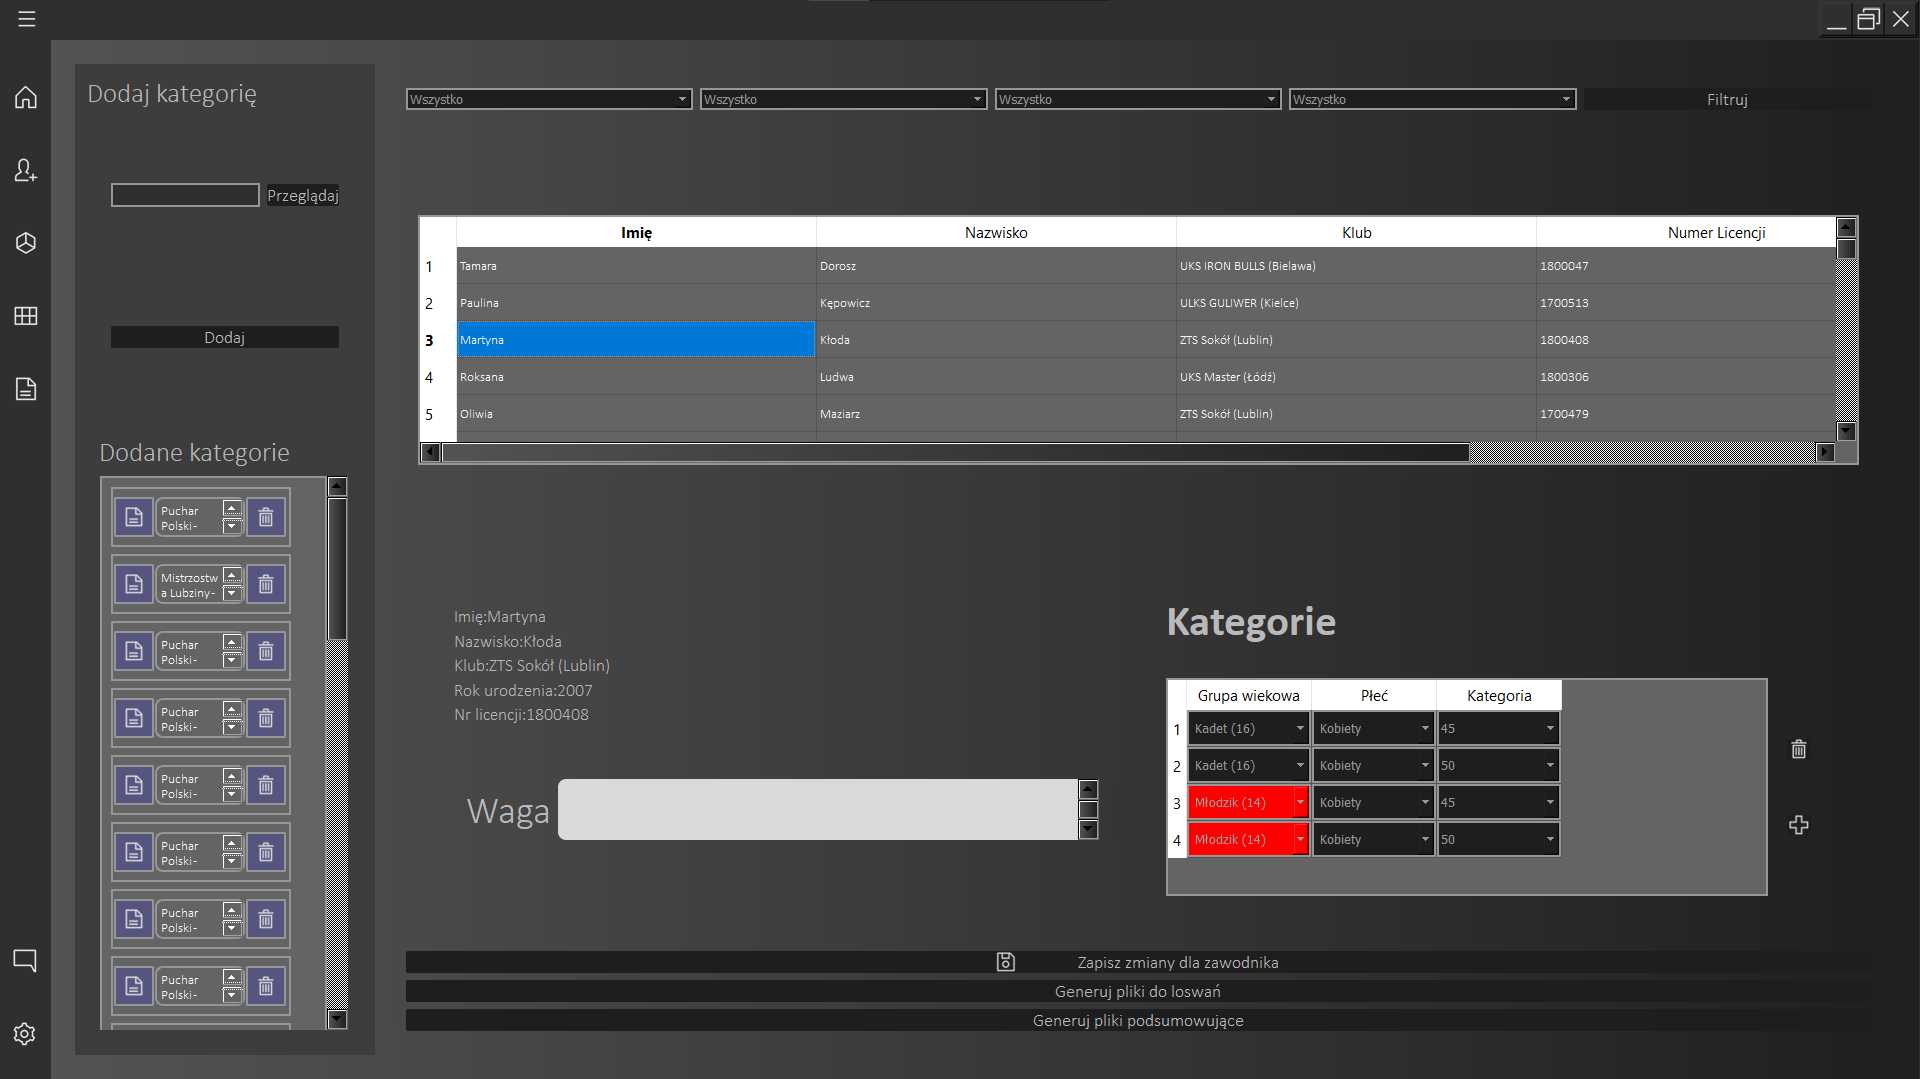 Dodaj kategorię
Przeglądaj
Dodaj
Dodane kategorie
Puchar
Polski-
Mistrzostw
a Lubziny-
Puchar
Polski-
Puchar
Polski-
Puchar
Polski-
Puchar
Polski-
Puchar
Polski-
Puchar
Polski-
Wszystko Wszystko Wszystko Wszystko Filtruj
Imię Nazwisko Klub Numer Licencji
1 Tamara Dorosz UKS IRON BULLS (Bielawa) 1800047
2 Paulina Kępowicz ULKS GULIWER (Kielce) 1700513
3 Martyna Kłoda ZTS Sokół (Lublin) 1800408
4 Roksana Ludwa UKS Master (Łódź) 1800306
5 Oliwia Maziarz ZTS Sokół (Lublin) 1700479
Imię:Martyna
Nazwisko:Kłoda
Klub:ZTS Sokół (Lublin)
Rok urodzenia:2007
Nr licencji:1800408
Waga
Kategorie
Grupa wiekowa Płeć Kategoria
1 Kadet (16) Kobiety 45
2 Kadet (16) Kobiety 50
3 Młodzik (14) Kobiety 45
4 Młodzik (14) Kobiety 50
Zapisz zmiany dla zawodnika
Generuj pliki do loswań
Generuj pliki podsumowujące